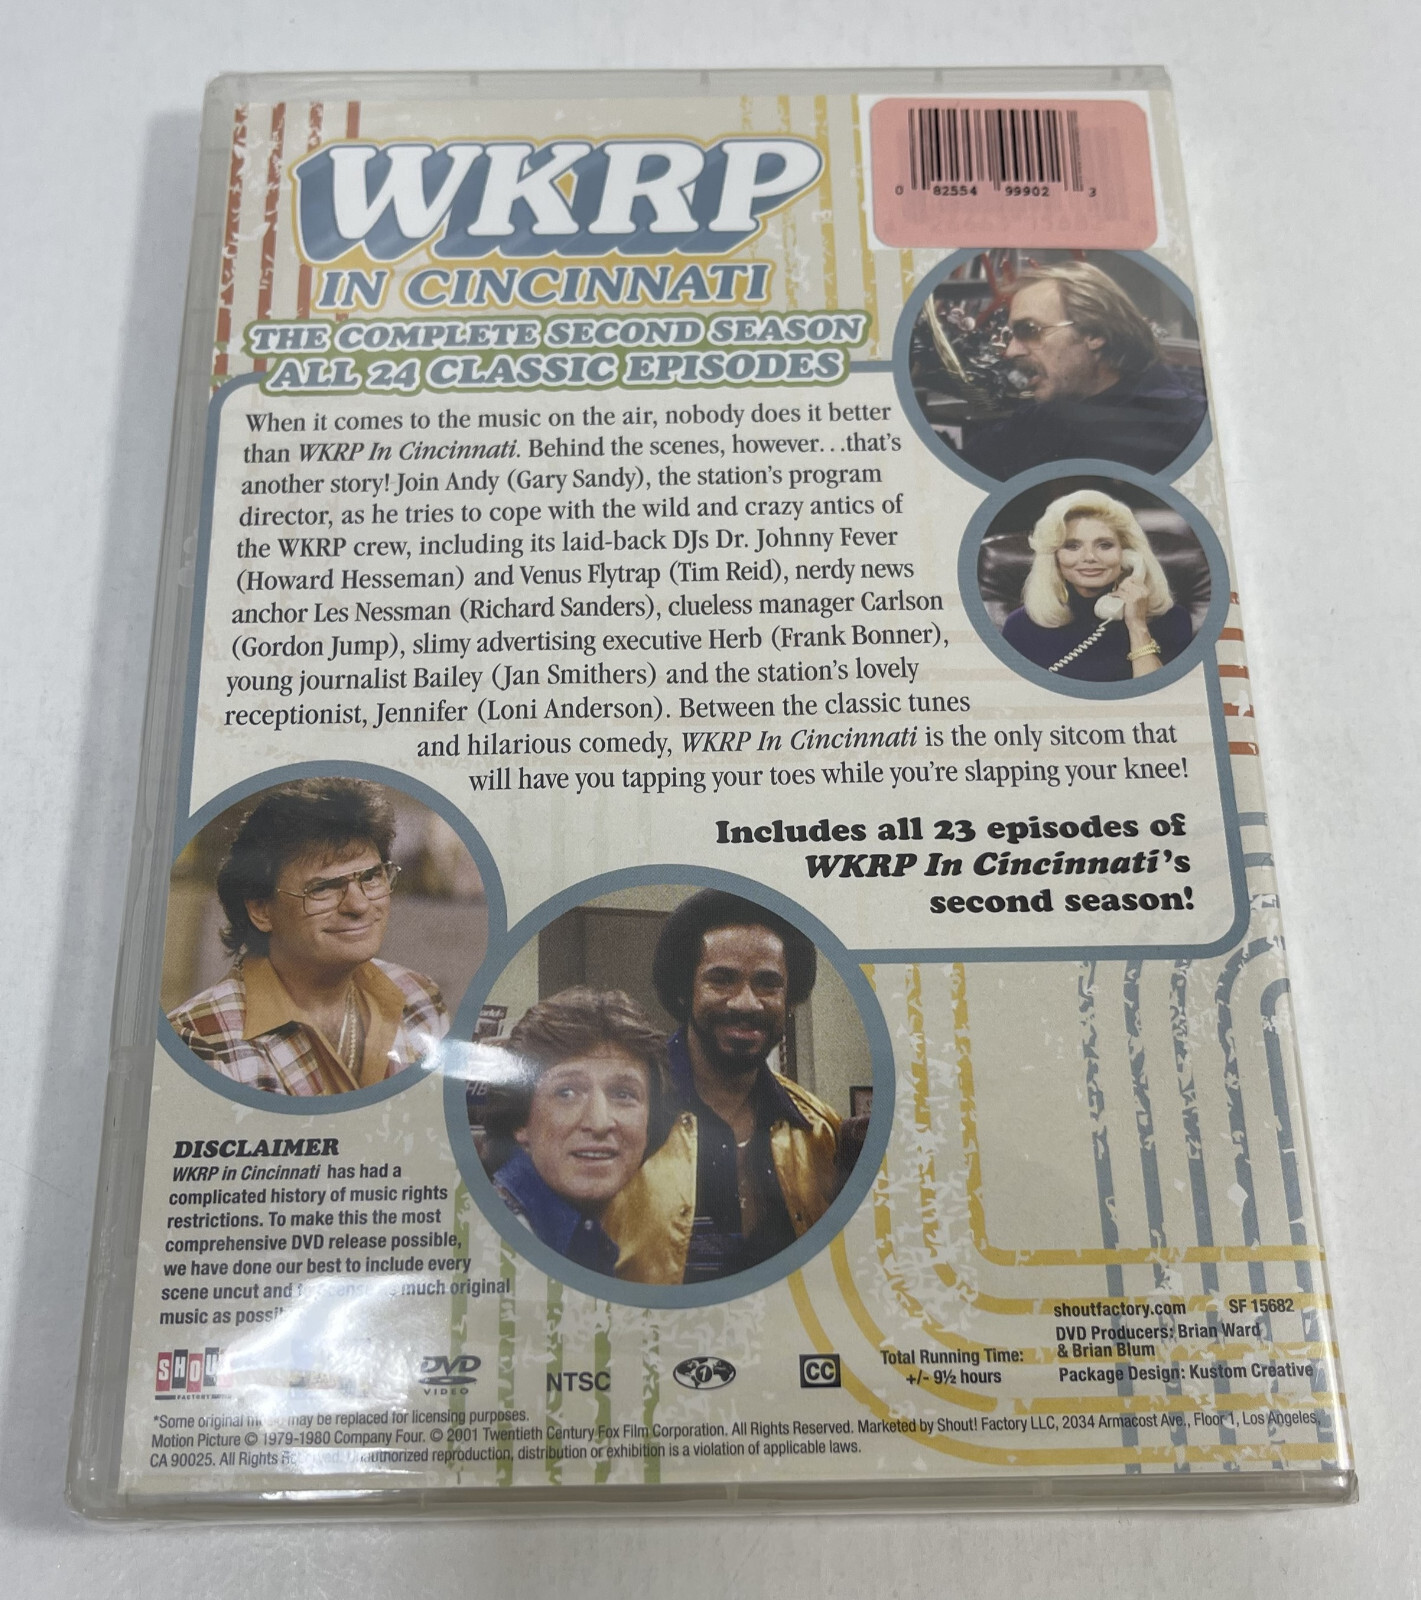 0 82554 99902 3
WKRP
IN CINCINNATI
THE COMPLETE SECOND SEASON
ALL 24 CLASSIC EPISODES
When it comes to the music on the air, nobody does it better
than WKRP In Cincinnati. Behind the scenes, however...that's
another story! Join Andy (Gary Sandy), the station's program
director, as he tries to cope with the wild and crazy antics of
the WKRP crew, including its laid-back DJs Dr. Johnny Fever
(Howard Hesseman) and Venus Flytrap (Tim Reid), nerdy news
anchor Les Nessman (Richard Sanders), clueless manager Carlson
(Gordon Jump), slimy advertising executive Herb (Frank Bonner),
young journalist Bailey (Jan Smithers) and the station's lovely
receptionist, Jennifer (Loni Anderson). Between the classic tunes
and hilarious comedy, WKRP In Cincinnati is the only sitcom that
will have you tapping your toes while you're slapping your knee!
Includes all 23 episodes of
WKRP In Cincinnati's
second season!
DISCLAIMER
WKRP in Cincinnati has had a
complicated history of music rights
restrictions. To make this the most
comprehensive DVD release possible,
we have done our best to include every
scene uncut and much original
music as
SHOUT
FACTORY
DVD
VIDEO
NTSC
1
CC
Total Running Time:
+/- 9½ hours
shoutfactory.com SF 15682
DVD Producers: Brian Ward
& Brian Blum
Package Design: Kustom Creative
*Some original may be replaced for licensing purposes.
Motion Picture © 1979-1980 Company Four. © 2001 Twentieth Century Fox Film Corporation. All Rights Reserved. Marketed by Shout! Factory LLC, 2034 Armacost Ave., Floor 1, Los Angeles,
CA 90025. All Rights reproduction, distribution or exhibition is a violation of applicable laws.